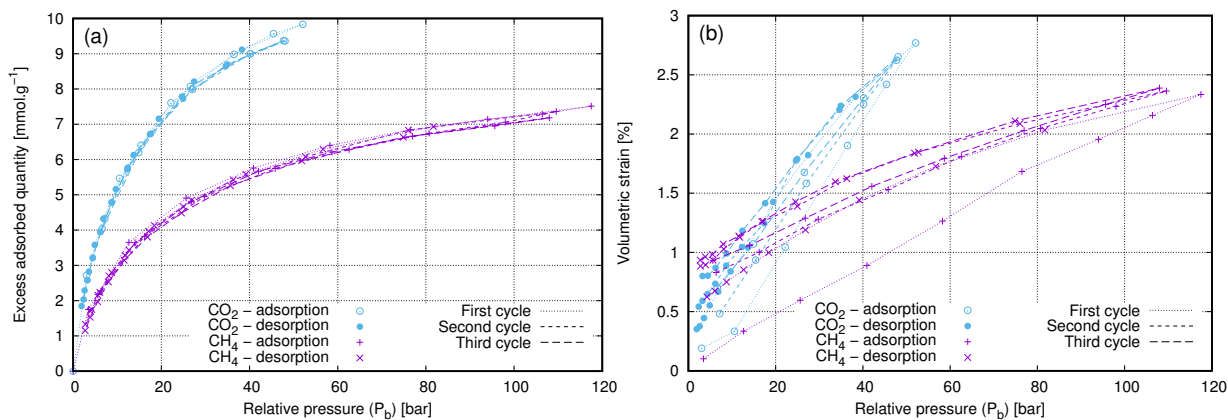 (a)
Excess adsorbed quantity [mmol.g⁻¹]
10
9
8
7
6
5
4
3
2
1
0
CO₂ – adsorption
CO₂ – desorption
CH₄ – adsorption
CH₄ – desorption
First cycle
Second cycle
Third cycle
0 20 40 60 80 100 120
Relative pressure (P_b) [bar]
(b)
Volumetric strain [%]
3
2.5
2
1.5
1
0.5
0
CO₂ – adsorption
CO₂ – desorption
CH₄ – adsorption
CH₄ – desorption
First cycle
Second cycle
Third cycle
0 20 40 60 80 100 120
Relative pressure (P_b) [bar]